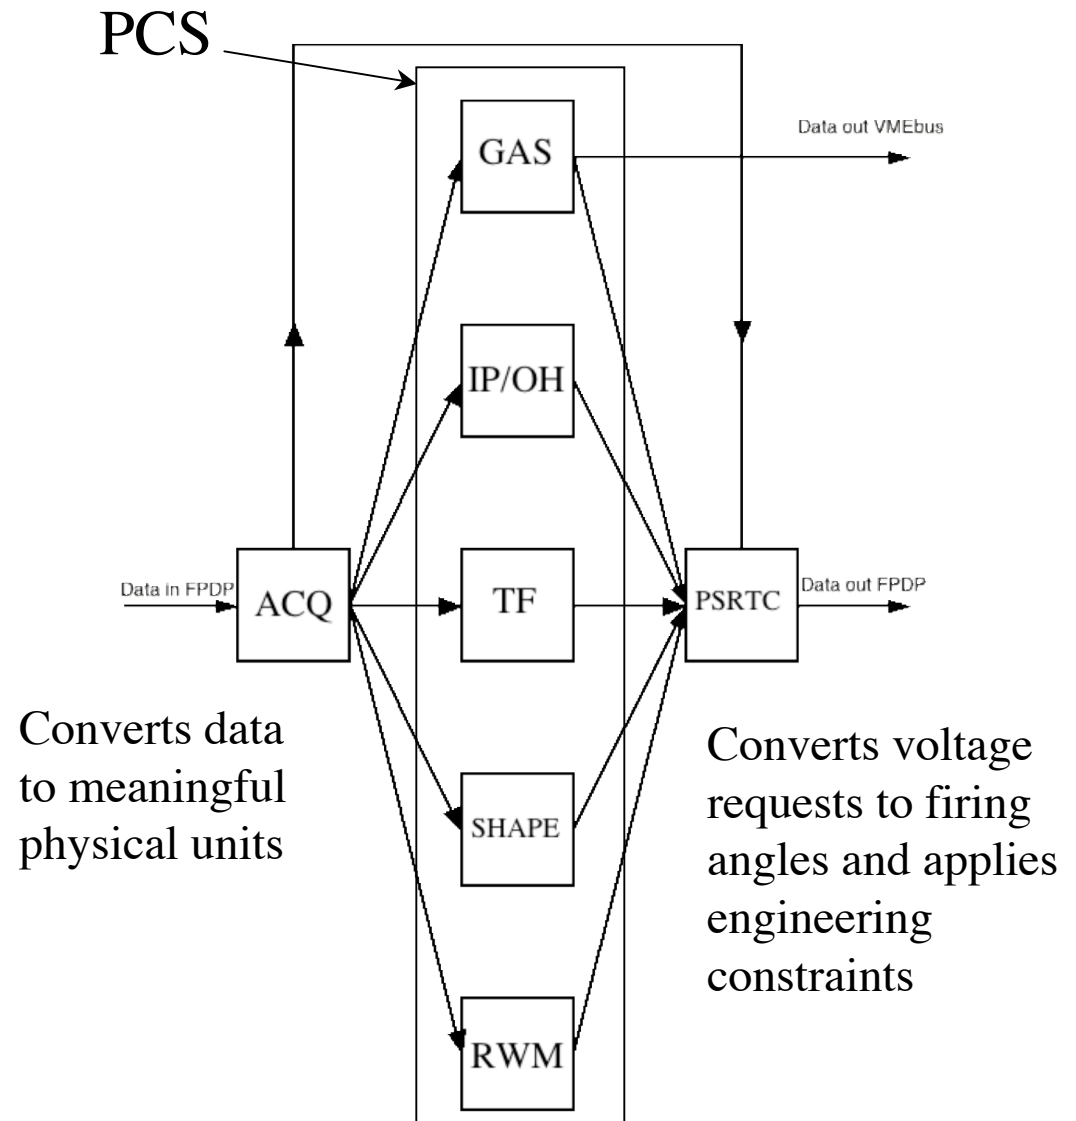 PCS
GAS
Data out VMEbus
IP/OH
Data in FPDP
ACQ
TF
PSRTC
Data out FPDP
Converts data
to meaningful
physical units
SHAPE
Converts voltage
requests to firing
angles and applies
engineering
constraints
RWM